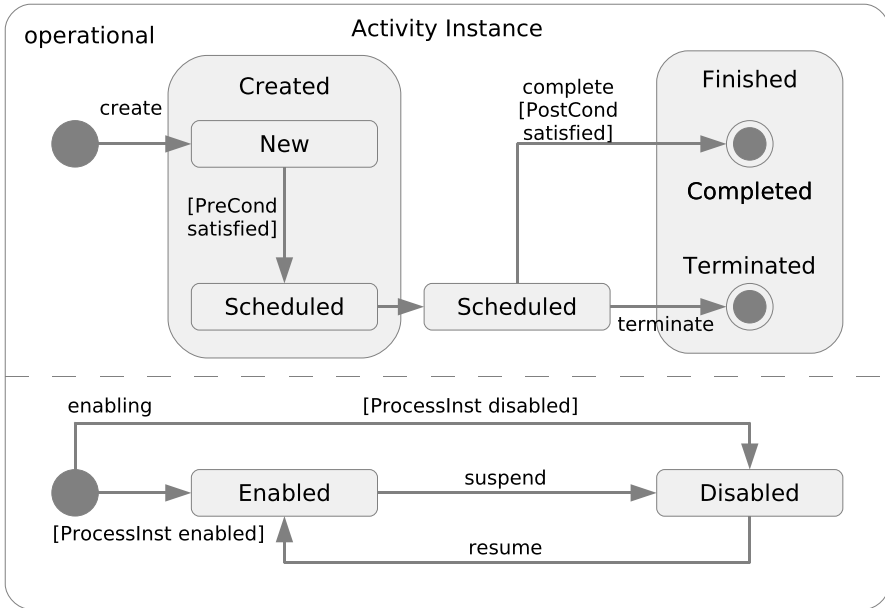 Activity Instance
operational
Created
Finished
create
complete
[PostCond
satisfied]
New
Completed
[PreCond
satisfied]
Terminated
Scheduled
Scheduled
terminate
enabling
[ProcessInst disabled]
Enabled
suspend
Disabled
[ProcessInst enabled]
resume